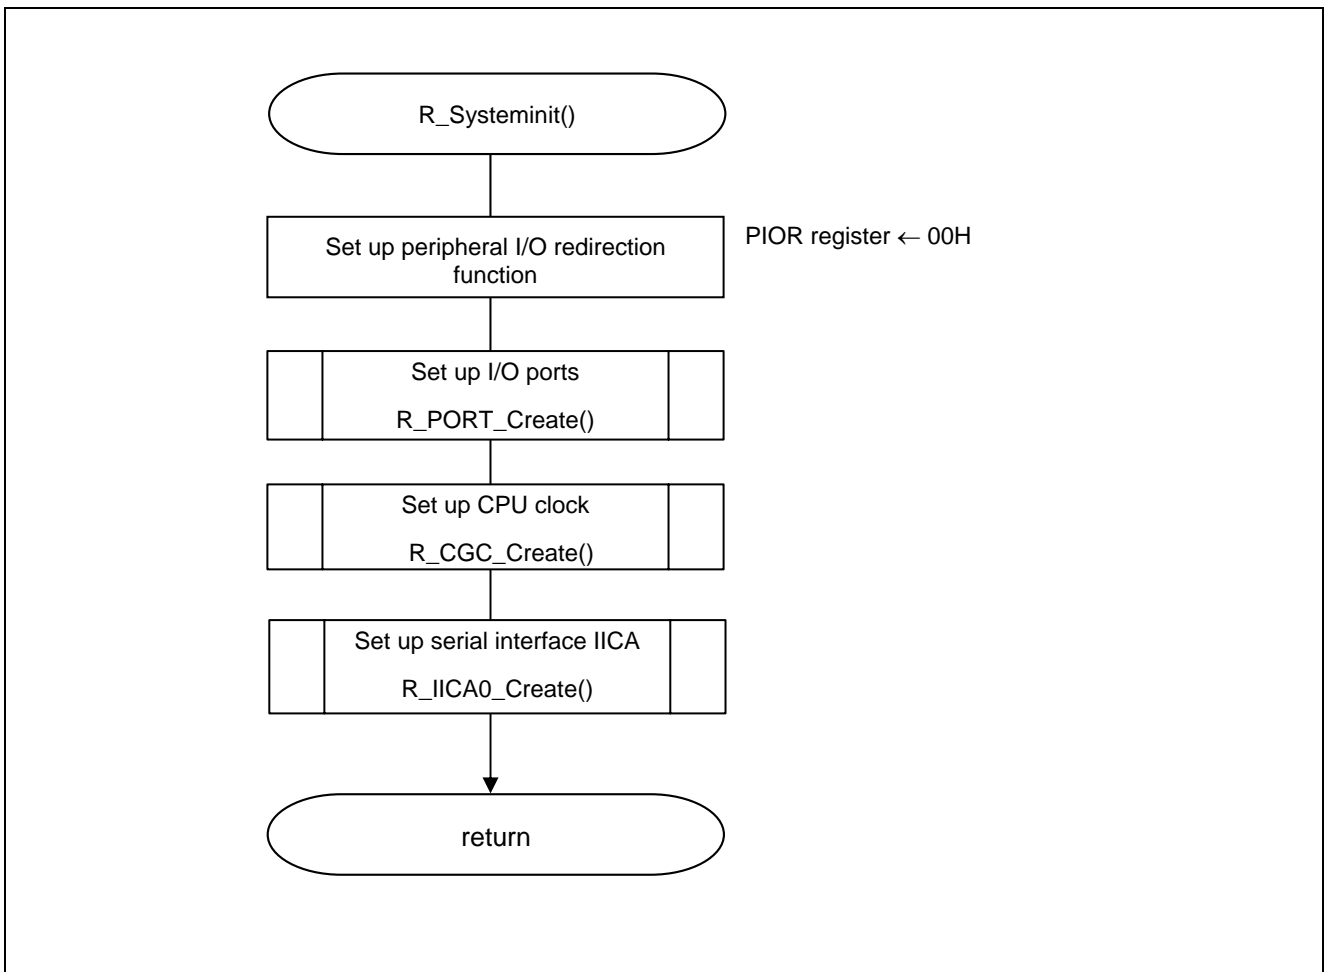 R_Systeminit()
Set up peripheral I/O redirection
function
PIOR register ← 00H
Set up I/O ports
R_PORT_Create()
Set up CPU clock
R_CGC_Create()
Set up serial interface IICA
R_IICA0_Create()
return